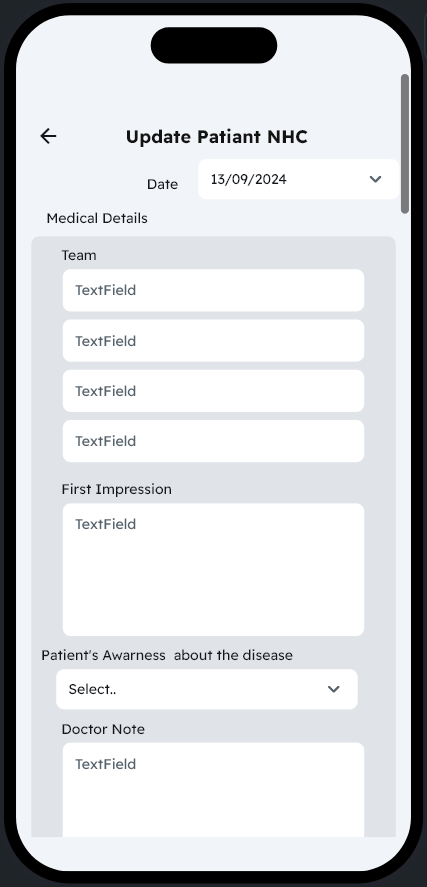 Update Patiant NHC
Date
13/09/2024
Medical Details
Team
TextField
TextField
TextField
TextField
First Impression
TextField
Patient's Awarness  about the disease
Select..
Doctor Note
TextField